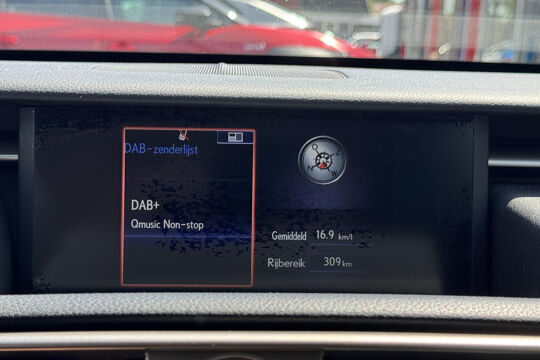 DAB-zenderlijst
DAB+
Qmusic Non-stop
Gemiddeld 16.9 km/l
Rijbereik 309 km